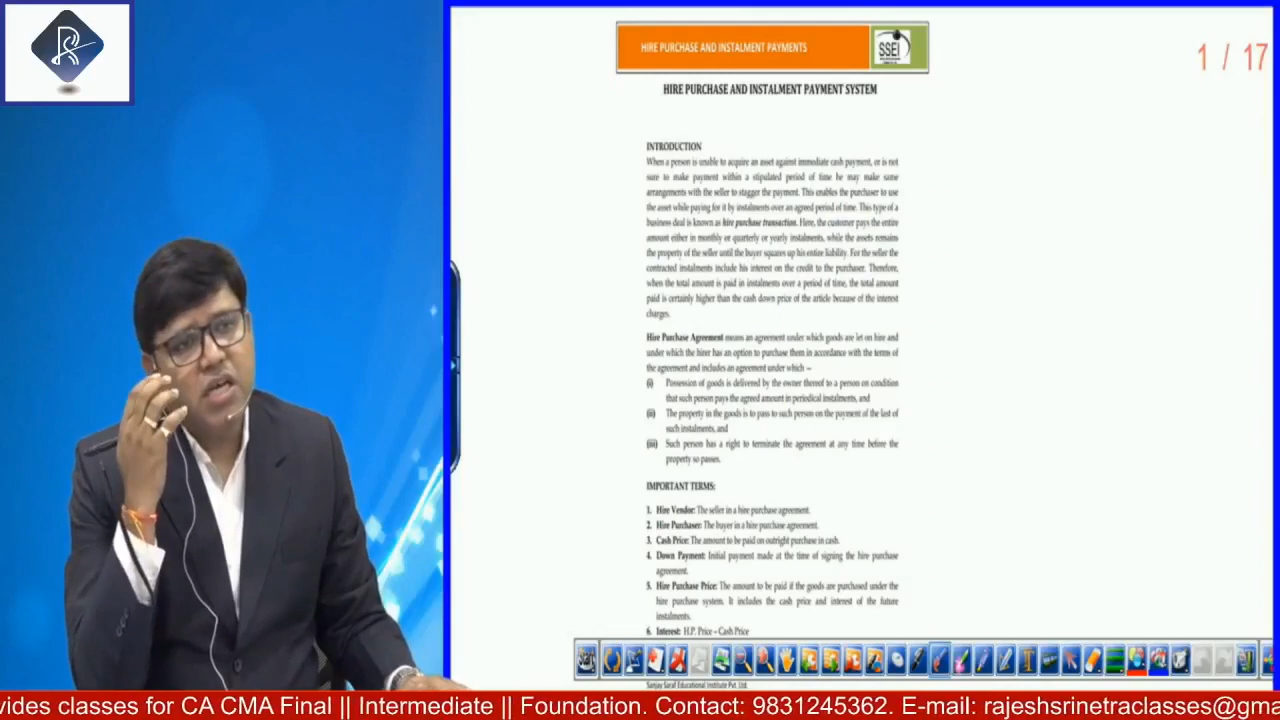 HIRE PURCHASE AND INSTALMENT PAYMENTS
SSEI
1 / 17
HIRE PURCHASE AND INSTALMENT PAYMENT SYSTEM
INTRODUCTION
When a person is unable to acquire an asset against immediate cash payment, or is not
sure to make payment within a stipulated period of time he may make same
arrangements with the seller to stagger the payment. This enables the purchaser to use
the asset while paying for it by instalments over an agreed period of time. This type of a
business deal is known as hire purchase transaction. Here, the customer pays the entire
amount either in monthly or quarterly or yearly instalments, while the assets remains
the property of the seller until the buyer squares up his entire liability. For the seller the
contracted instalments include his interest on the credit to the purchaser. Therefore,
when the total amount is paid in instalments over a period of time, the total amount
paid is certainly higher than the cash down price of the article because of the interest
charges.
Hire Purchase Agreement means an agreement under which goods are let on hire and
under which the hirer has an option to purchase them in accordance with the terms of
the agreement and includes an agreement under which –
(i) Possession of goods is delivered by the owner thereof to a person on condition
that such person pays the agreed amount in periodical instalments, and
(ii) The property in the goods is to pass to such person on the payment of the last of
such instalments, and
(iii) Such person has a right to terminate the agreement at any time before the
property so passes.
IMPORTANT TERMS:
1. Hire Vendor: The seller in a hire purchase agreement.
2. Hire Purchaser: The buyer in a hire purchase agreement.
3. Cash Price: The amount to be paid on outright purchase in cash.
4. Down Payment: Initial payment made at the time of signing the hire purchase
agreement.
5. Hire Purchase Price: The amount to be paid if the goods are purchased under the
hire purchase system. It includes the cash price and interest of the future
instalments.
6. Interest: H.P. Price – Cash Price
Sanjay Saraf Educational Institute Pvt. Ltd.
vides classes for CA CMA Final || Intermediate || Foundation. Contact: 9831245362. E-mail: rajeshsrinetraclasses@gma